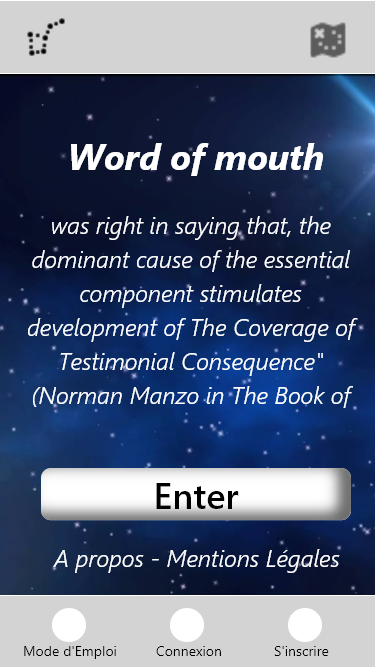 Word of mouth
was right in saying that, the
dominant cause of the essential
component stimulates
development of The Coverage of
Testimonial Consequence"
(Norman Manzo in The Book of
Enter
A propos - Mentions Légales
Mode d'Emploi Connexion S'inscrire